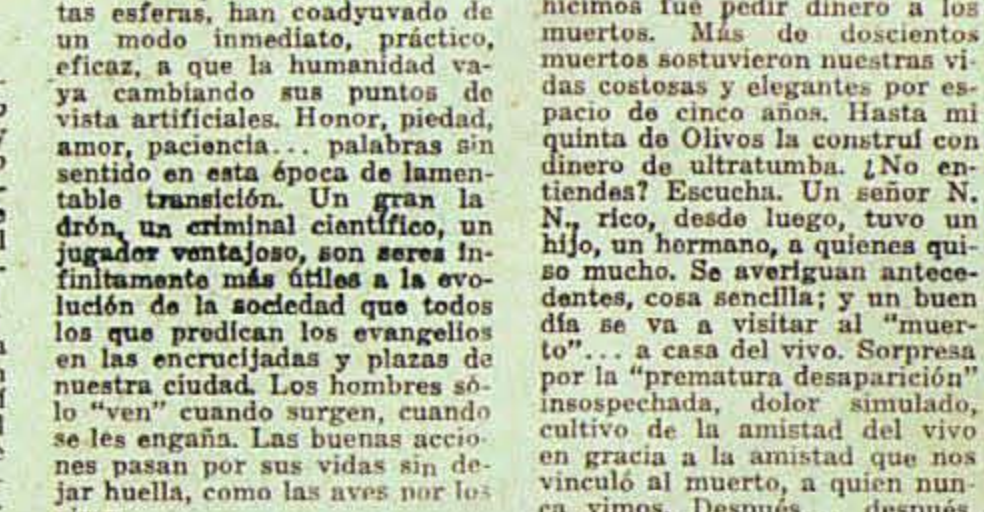 tas esferas, han coadyuvado de
un modo inmediato, práctico,
eficaz, a que la humanidad va-
ya cambiando sus puntos de
vista artificiales. Honor, piedad,
amor, paciencia... palabras sin
sentido en esta época de lamen-
table transición. Un gran la
drón, un criminal científico, un
jugador ventajoso, son seres in-
finitamente más útiles a la evo-
lución de la sociedad que todos
los que predican los evangelios
en las encrucijadas y plazas de
nuestra ciudad. Los hombres só-
lo "ven" cuando surgen, cuando
se les engaña. Las buenas accio-
nes pasan por sus vidas sin de-
jar huella, como las aves por los
hicimos fué pedir dinero a los
muertos. Más de doscientos
muertos sostuvieron nuestras vi-
das costosas y elegantes por es-
pacio de cinco años. Hasta mi
quinta de Olivos la construí con
dinero de ultratumba. ¿No en-
tiendes? Escucha. Un señor N.
N., rico, desde luego, tuvo un
hijo, un hermano, a quienes qui-
so mucho. Se averiguan antece-
dentes, cosa sencilla; y un buen
día se va a visitar al "muer-
to"... a casa del vivo. Sorpresa
por la "prematura desaparición"
insospechada, dolor simulado,
cultivo de la amistad del vivo
en gracia a la amistad que nos
vinculó al muerto, a quien nun-
ca vimos. Después... después,